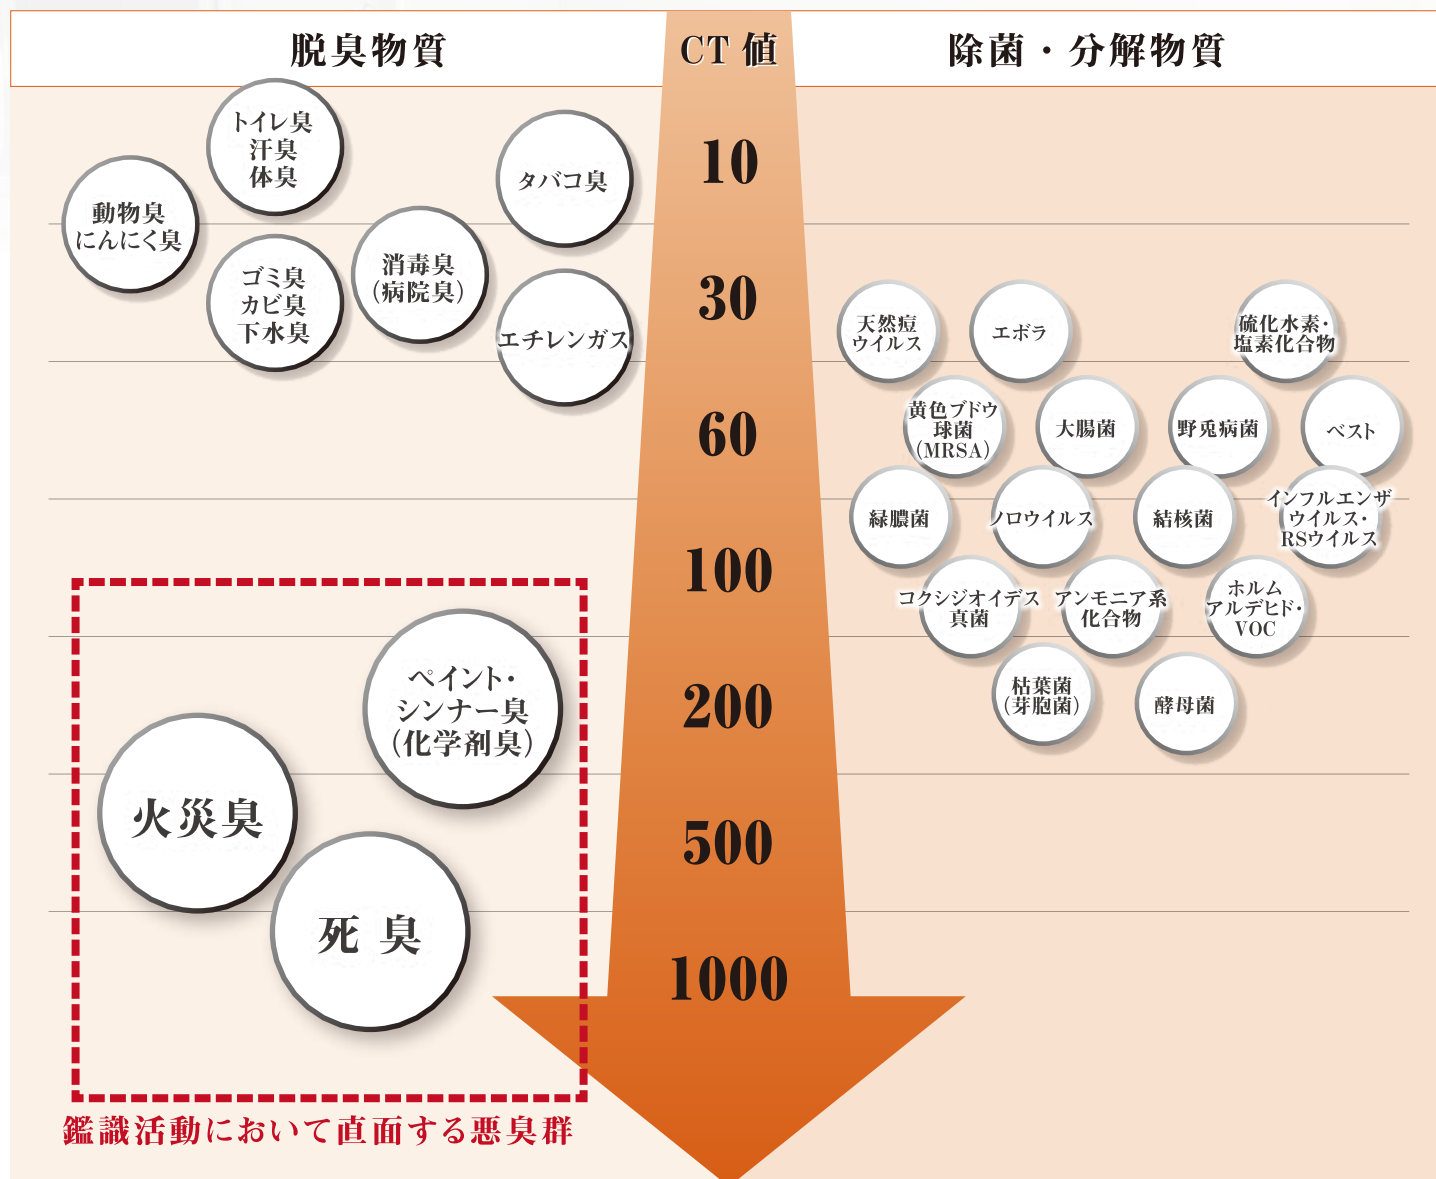 脱臭物質
CT 値
除菌・分解物質
トイレ臭
汗臭
体臭
タバコ臭
動物臭
にんにく臭
ゴミ臭
カビ臭
下水臭
消毒臭
（病院臭）
エチレンガス
10
30
60
100
200
500
1000
天然痘
ウイルス
エボラ
硫化水素・
塩素化合物
黄色ブドウ
球菌
（MRSA）
大腸菌
野兎病菌
ペスト
緑膿菌
ノロウイルス
結核菌
インフルエンザ
ウイルス・
RSウイルス
コクシジオイデス
真菌
アンモニア系
化合物
ホルム
アルデヒド・
VOC
枯葉菌
（芽胞菌）
酵母菌
ペイント・
シンナー臭
（化学剤臭）
火災臭
死 臭
鑑識活動において直面する悪臭群